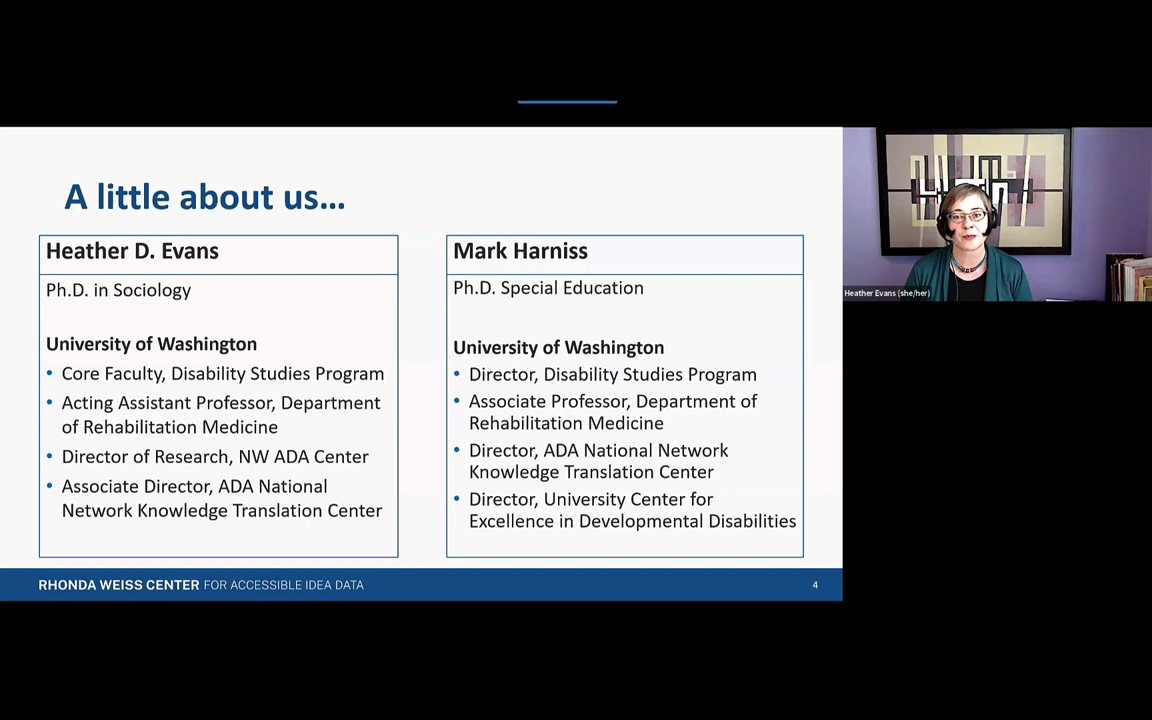 A little about us...
Heather D. Evans
Ph.D. in Sociology
University of Washington
• Core Faculty, Disability Studies Program
• Acting Assistant Professor, Department
of Rehabilitation Medicine
• Director of Research, NW ADA Center
• Associate Director, ADA National
Network Knowledge Translation Center
Mark Harniss
Ph.D. Special Education
University of Washington
• Director, Disability Studies Program
• Associate Professor, Department of
Rehabilitation Medicine
• Director, ADA National Network
Knowledge Translation Center
• Director, University Center for
Excellence in Developmental Disabilities
RHONDA WEISS CENTER FOR ACCESSIBLE IDEA DATA
4
Heather Evans (she/her)